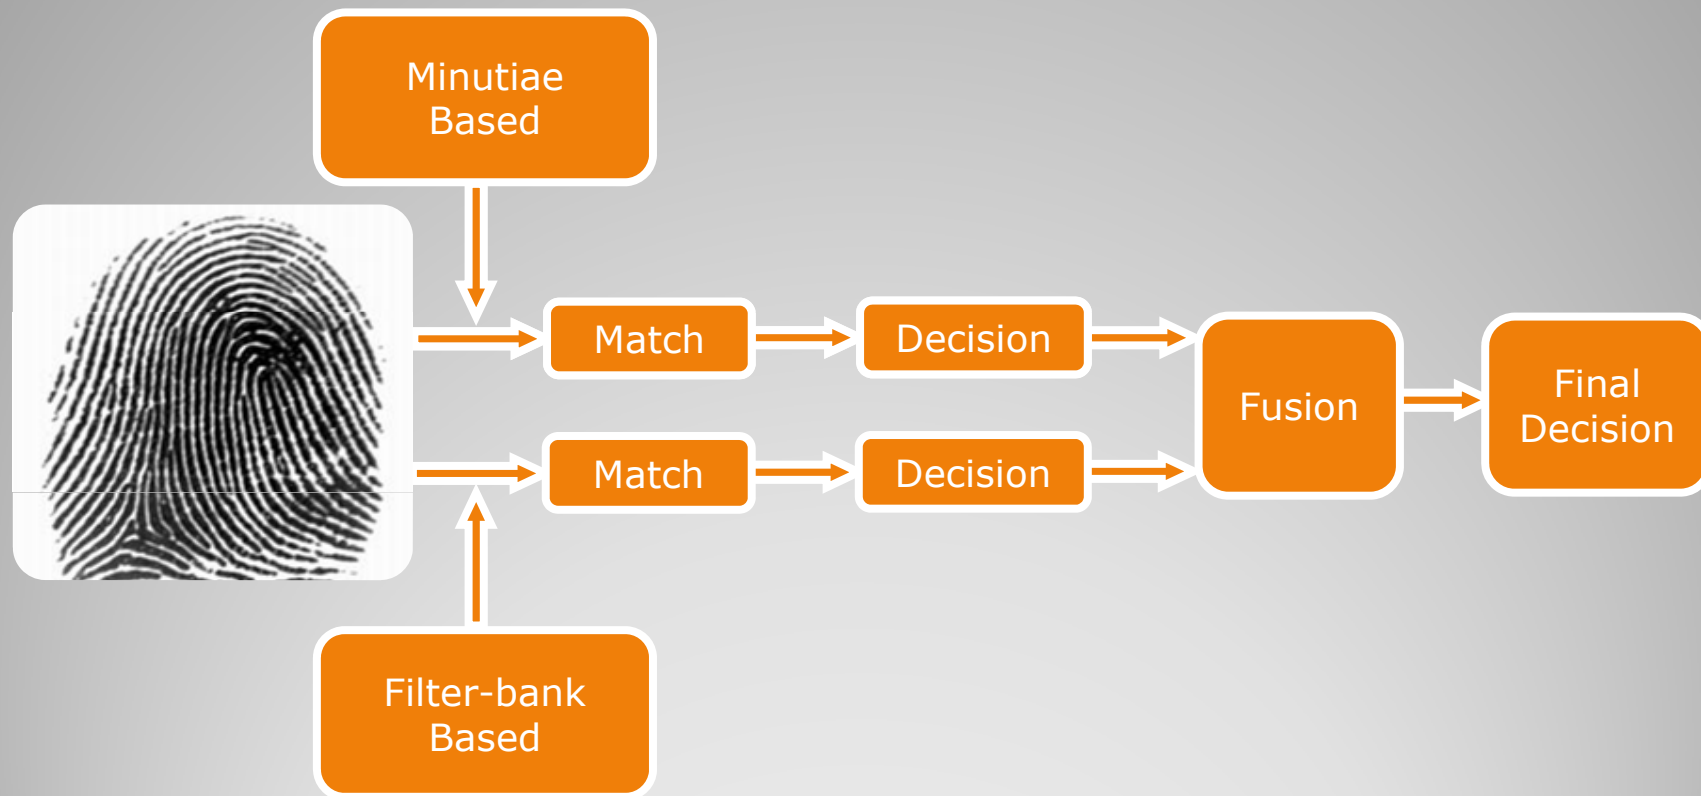 Minutiae
Based
Match
Decision
Fusion
Final
Decision
Match
Decision
Filter-bank
Based